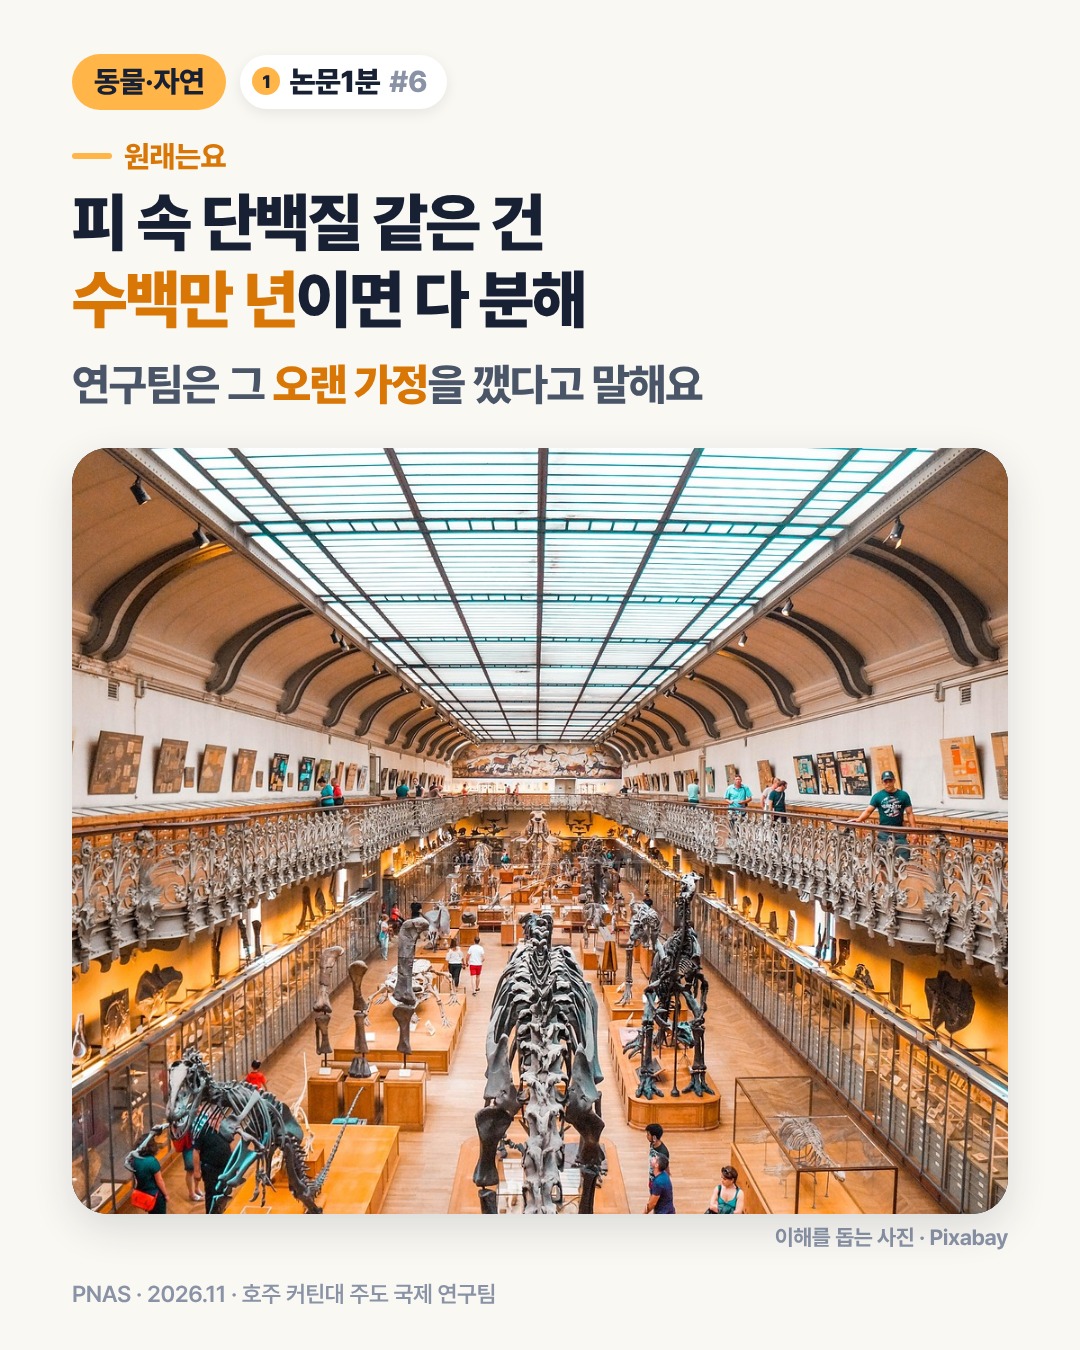 동물·자연
1 논문1분 #6
원래는요
피 속 단백질 같은 건
수백만 년이면 다 분해
연구팀은 그 오랜 가정을 깼다고 말해요
이해를 돕는 사진 · Pixabay
PNAS · 2026.11 · 호주 커틴대 주도 국제 연구팀